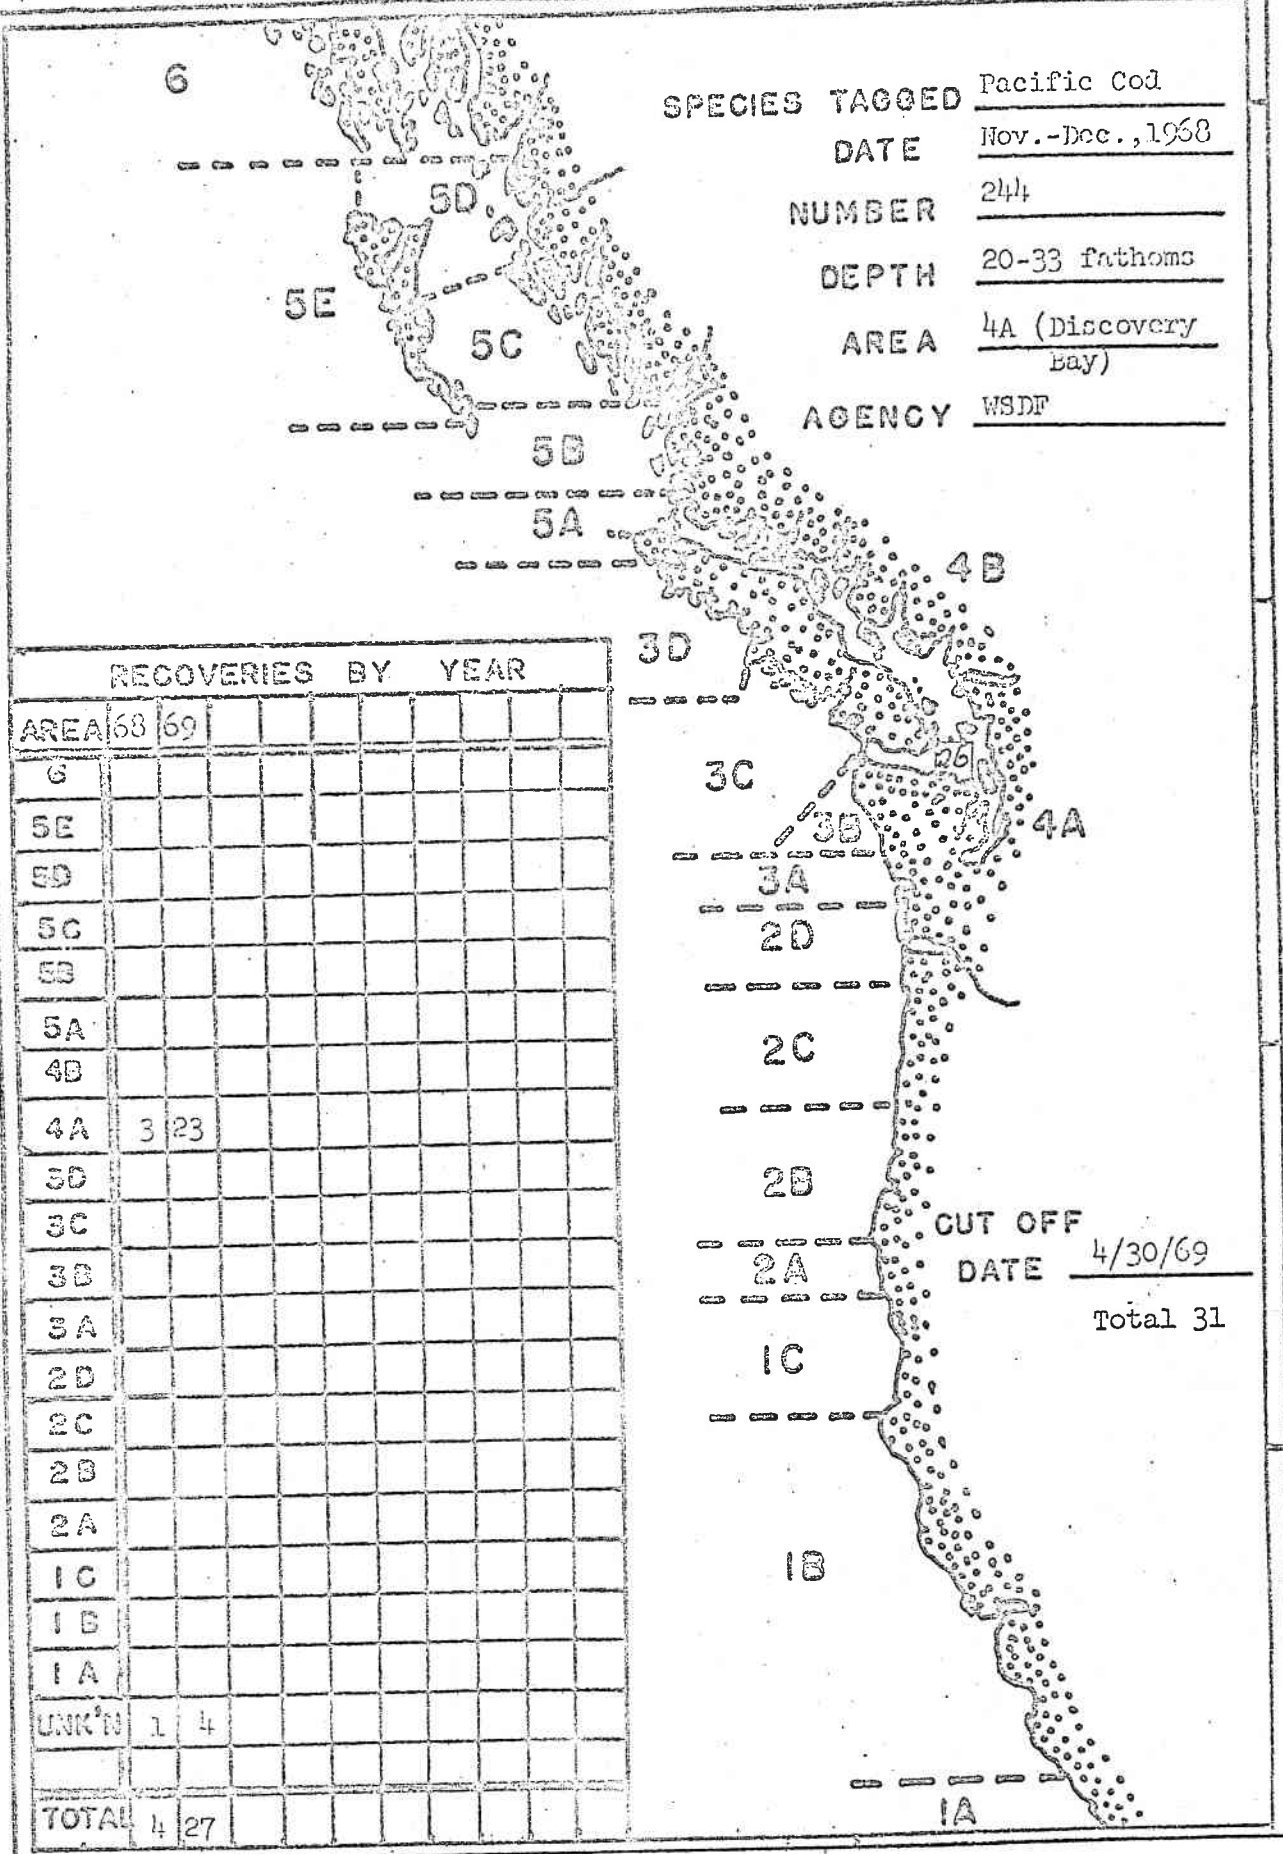 SPECIES TAGGED Pacific Cod
DATE Nov.-Dec.,1968
NUMBER 244
DEPTH 20-33 fathoms
AREA 4A (Discovery
Bay)
AGENCY WSDF
6
5D
5E
5C
5B
5A
4B
3D
3C
26
3B
4A
3A
2D
2C
2B
2A
1C
1B
1A
CUT OFF
DATE 4/30/69
Total 31
RECOVERIES BY YEAR
AREA 68 69
6
5E
5D
5C
5B
5A
4B
4A 3 23
3D
3C
3B
3A
2D
2C
2B
2A
1C
1B
1A
UNK'N 1 4
TOTAL 4 27